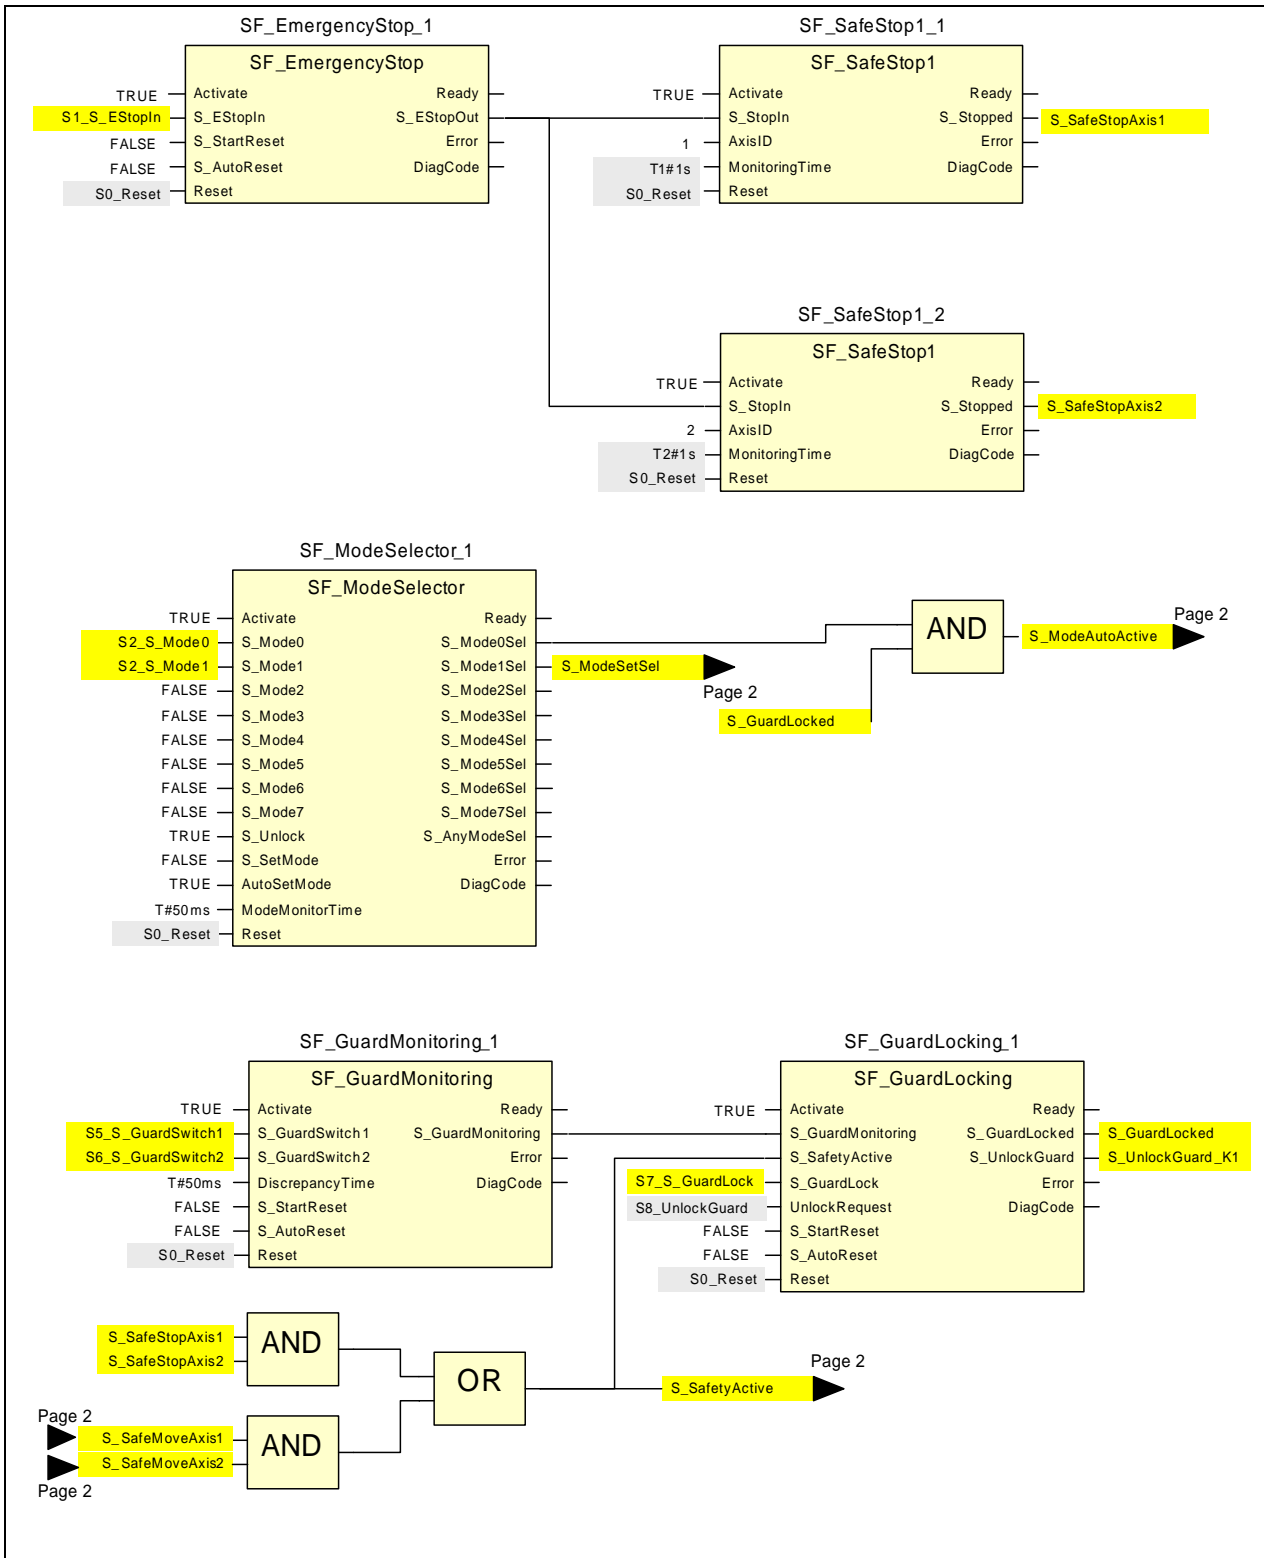 SF_EmergencyStop_1
SF_EmergencyStop
TRUE Activate Ready
S1_S_EStopIn S_EStopIn S_EStopOut
FALSE S_StartReset Error
FALSE S_AutoReset DiagCode
S0_Reset Reset
SF_SafeStop1_1
SF_SafeStop1
TRUE Activate Ready
S_StopIn S_Stopped S_SafeStopAxis1
1 AxisID Error
T1#1s MonitoringTime DiagCode
S0_Reset Reset
SF_SafeStop1_2
SF_SafeStop1
TRUE Activate Ready
S_StopIn S_Stopped S_SafeStopAxis2
2 AxisID Error
T2#1s MonitoringTime DiagCode
S0_Reset Reset
SF_ModeSelector_1
SF_ModeSelector
TRUE Activate Ready
S2_S_Mode0 S_Mode0 S_Mode0Sel
S2_S_Mode1 S_Mode1 S_Mode1Sel S_ModeSetSel
Page 2
FALSE S_Mode2 S_Mode2Sel
FALSE S_Mode3 S_Mode3Sel
FALSE S_Mode4 S_Mode4Sel
FALSE S_Mode5 S_Mode5Sel
FALSE S_Mode6 S_Mode6Sel
FALSE S_Mode7 S_Mode7Sel
TRUE S_Unlock S_AnyModeSel
FALSE S_SetMode Error
TRUE AutoSetMode DiagCode
T#50ms ModeMonitorTime
S0_Reset Reset
S_GuardLocked
AND
S_ModeAutoActive
Page 2
SF_GuardMonitoring_1
SF_GuardMonitoring
TRUE Activate Ready
S5_S_GuardSwitch1 S_GuardSwitch1 S_GuardMonitoring
S6_S_GuardSwitch2 S_GuardSwitch2 Error
T#50ms DiscrepancyTime DiagCode
FALSE S_StartReset
FALSE S_AutoReset
S0_Reset Reset
SF_GuardLocking_1
SF_GuardLocking
TRUE Activate Ready
S_GuardMonitoring S_GuardLocked S_GuardLocked
S_SafetyActive S_UnlockGuard S_UnlockGuard_K1
S7_S_GuardLock S_GuardLock Error
S8_UnlockGuard UnlockRequest DiagCode
FALSE S_StartReset
FALSE S_AutoReset
S0_Reset Reset
S_SafeStopAxis1
S_SafeStopAxis2
AND
OR
S_SafetyActive
Page 2
Page 2
S_SafeMoveAxis1
S_SafeMoveAxis2
AND
Page 2